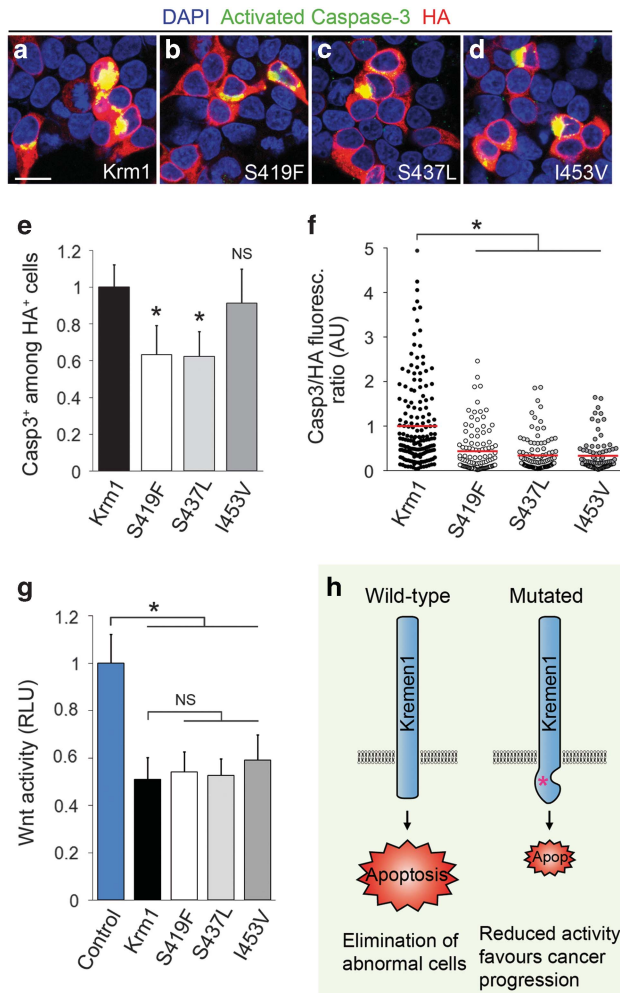 DAPI Activated Caspase-3 HA
a b c d
Krm1 S419F S437L I453V
e
Casp3+ among HA+ cells
1.2
1
0.8
0.6
0.4
0.2
0
* * NS
Krm1 S419F S437L I453V
f
Casp3/HA fluoresc.
ratio (AU)
*
5
4
3
2
1
0
Krm1 S419F S437L I453V
g
Wnt activity (RLU)
1.2
1
0.8
0.6
0.4
0.2
0
*
NS
Control Krm1 S419F S437L I453V
h
Wild-type Mutated
Kremen1 Kremen1
*
Apoptosis Apop
Elimination of
abnormal cells
Reduced activity
favours cancer
progression